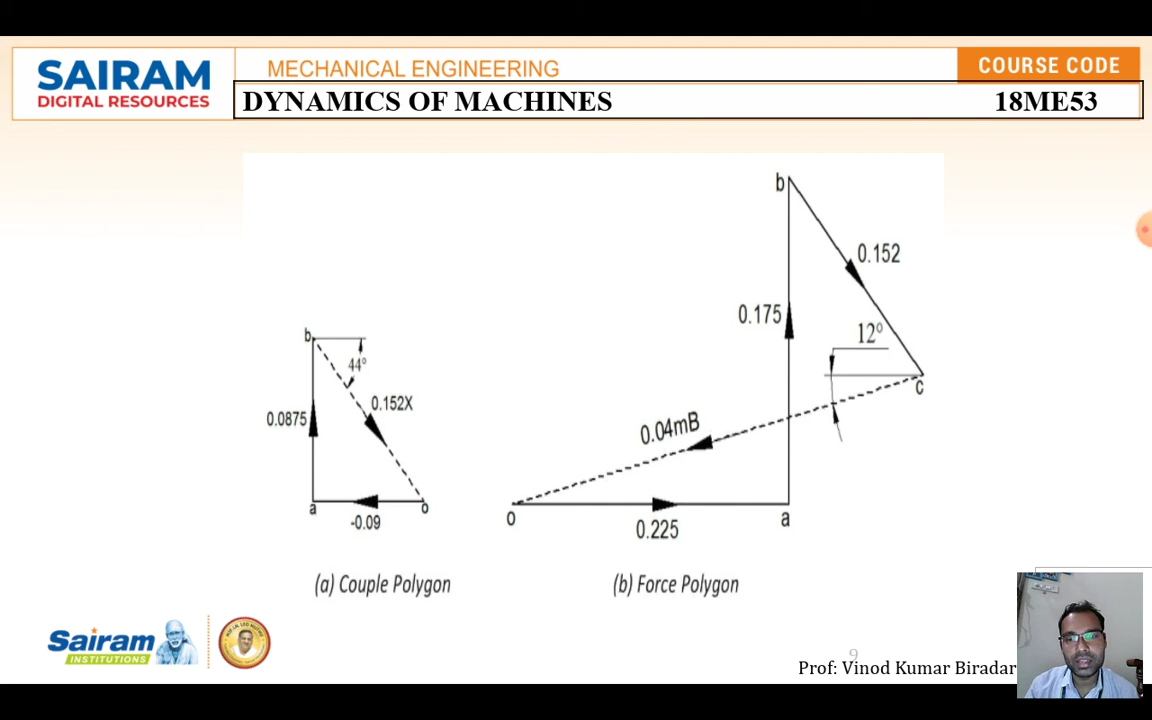 SAIRAM
DIGITAL RESOURCES
MECHANICAL ENGINEERING
COURSE CODE
DYNAMICS OF MACHINES
18ME53
b
44°
0.152X
0.0875
a
-0.09
o
(a) Couple Polygon
b
0.152
0.175
12°
c
0.04mB
o
0.225
a
(b) Force Polygon
Sairam
INSTITUTIONS
9
Prof: Vinod Kumar Biradar